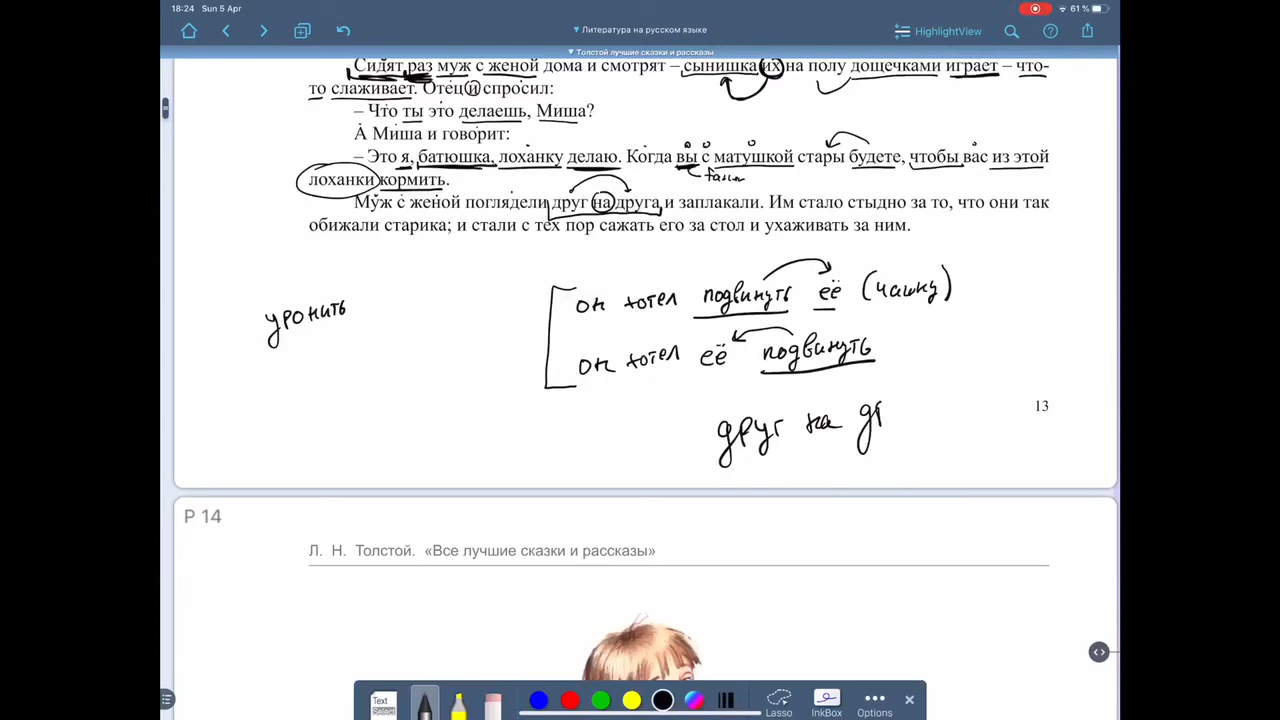 18:24 Sun 5 Apr 61 %
Литература на русском языке
HighlightView
Толстой лучшие сказки и рассказы
Сидят раз муж с женой дома и смотрят – сынишка их на полу дощечками играет – что-
то слаживает. Отец и спросил:
– Что ты это делаешь, Миша?
А Миша и говорит:
– Это я, батюшка, лоханку делаю. Когда вы с матушкой стары будете, чтобы вас из этой
лоханки кормить.
Муж с женой поглядели друг на друга и заплакали. Им стало стыдно за то, что они так
обижали старика; и стали с тех пор сажать его за стол и ухаживать за ним.
он хотел подвинуть её (чашку)
уронить
он хотел её подвинуть
13
друг на др
P 14
Л. Н. Толстой. «Все лучшие сказки и рассказы»
Text
Select
Lasso
InkBox
Options